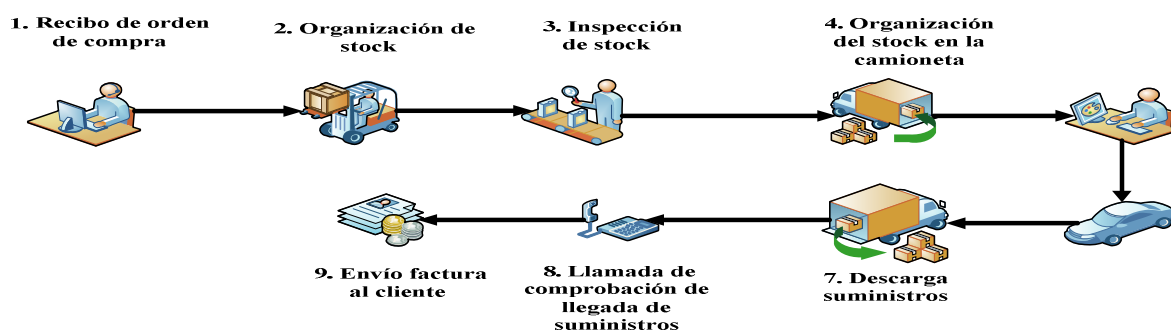 1. Recibo de orden
de compra
2. Organización de
stock
3. Inspección
de stock
4. Organización
del stock en la
camioneta
7. Descarga
suministros
8. Llamada de
comprobación de
llegada de
suministros
9. Envío factura
al cliente